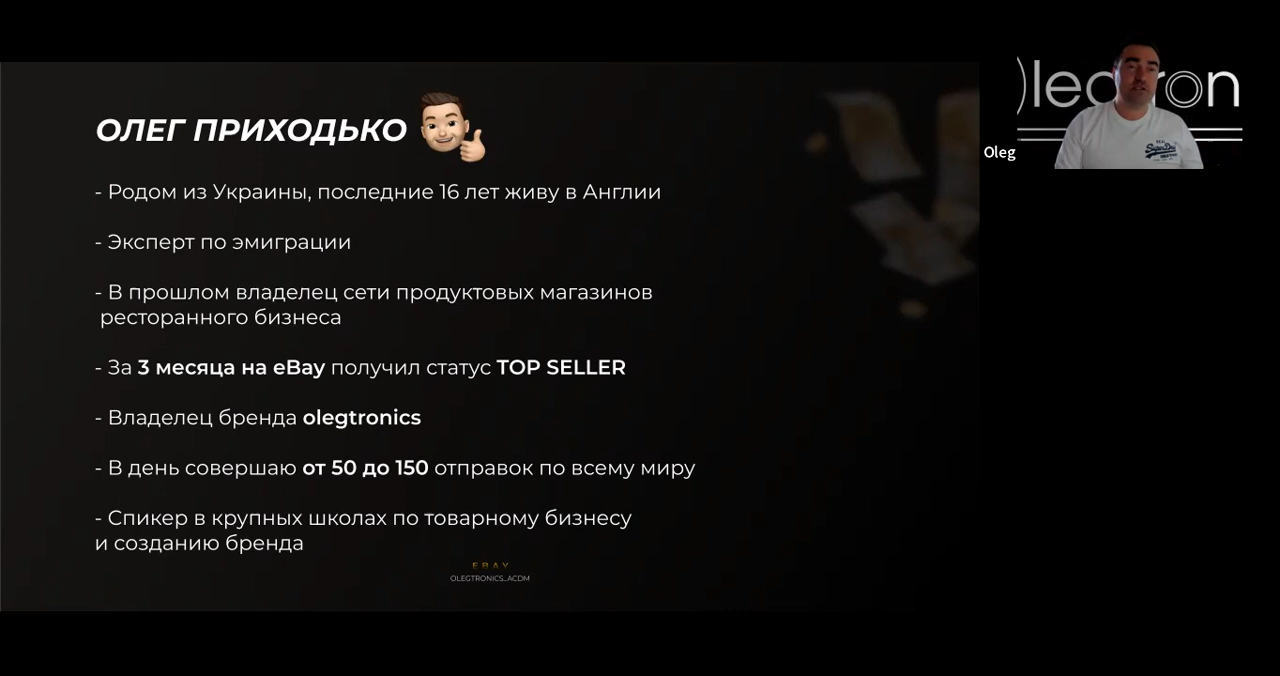 ОЛЕГ ПРИХОДЬКО
- Родом из Украины, последние 16 лет живу в Англии
- Эксперт по эмиграции
- В прошлом владелец сети продуктовых магазинов
ресторанного бизнеса
- За 3 месяца на eBay получил статус TOP SELLER
- Владелец бренда olegtronics
- В день совершаю от 50 до 150 отправок по всему миру
- Спикер в крупных школах по товарному бизнесу
и созданию бренда
EBAY
OLEGTRONICS_ACDM
Oleg